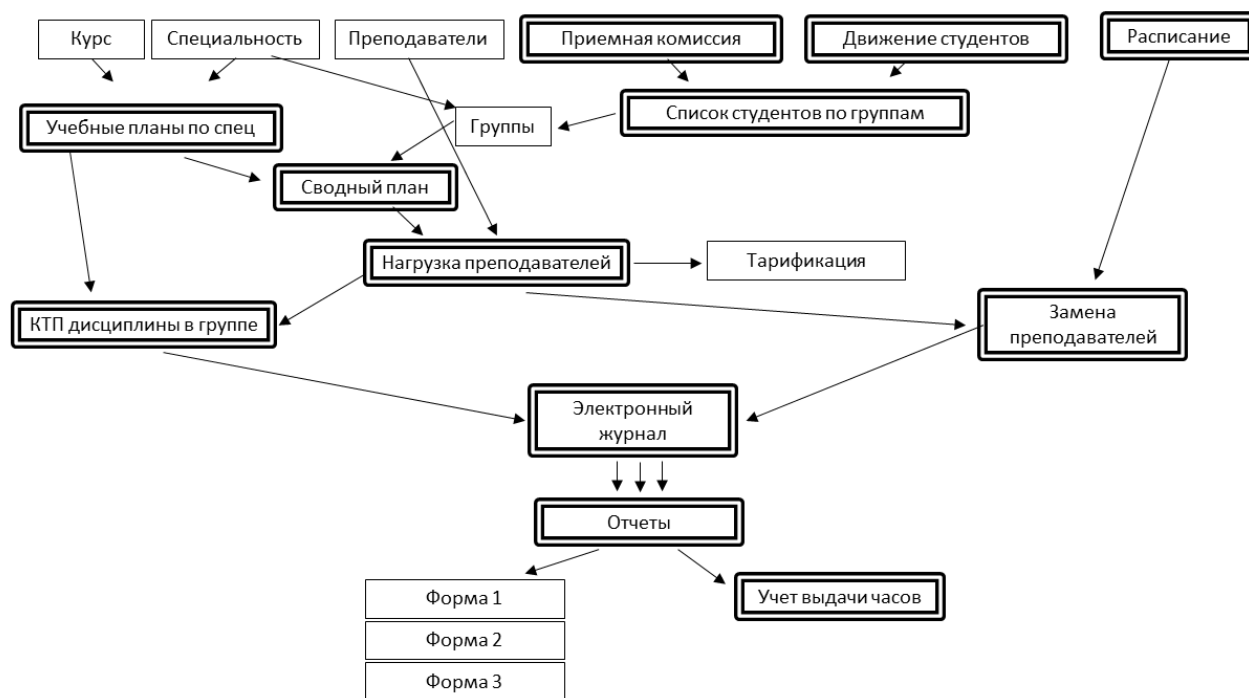 Курс
Специальность
Преподаватели
Приемная комиссия
Движение студентов
Расписание
Учебные планы по спец
Группы
Список студентов по группам
Сводный план
Нагрузка преподавателей
Тарификация
КТП дисциплины в группе
Замена
преподавателей
Электронный
журнал
Отчеты
Форма 1
Учет выдачи часов
Форма 2
Форма 3